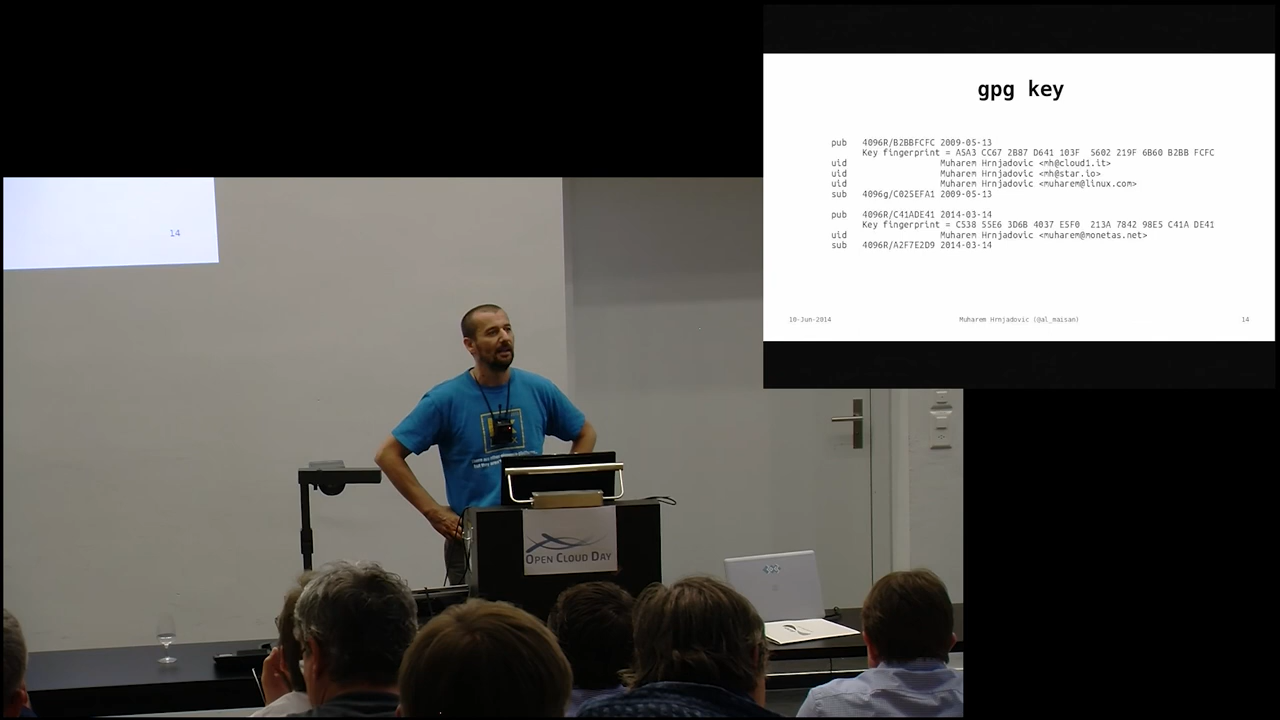 gpg key
pub 4096R/B2BBFCFC 2009-05-13
Key fingerprint = A5A3 CC67 2B87 D641 103F 5602 219F 6B60 B2BB FCFC
uid Muharem Hrnjadovic <mh@cloud1.it>
uid Muharem Hrnjadovic <mh@star.io>
uid Muharem Hrnjadovic <muharem@linux.com>
sub 4096g/C025EFA1 2009-05-13
pub 4096R/C41ADE41 2014-03-14
Key fingerprint = C538 55E6 3D6B 4037 E5F0 213A 7842 98E5 C41A DE41
uid Muharem Hrnjadovic <muharem@monetas.net>
sub 4096R/A2F7E2D9 2014-03-14
10-Jun-2014 Muharem Hrnjadovic (@al_maisan) 14
14
OPEN CLOUD DAY